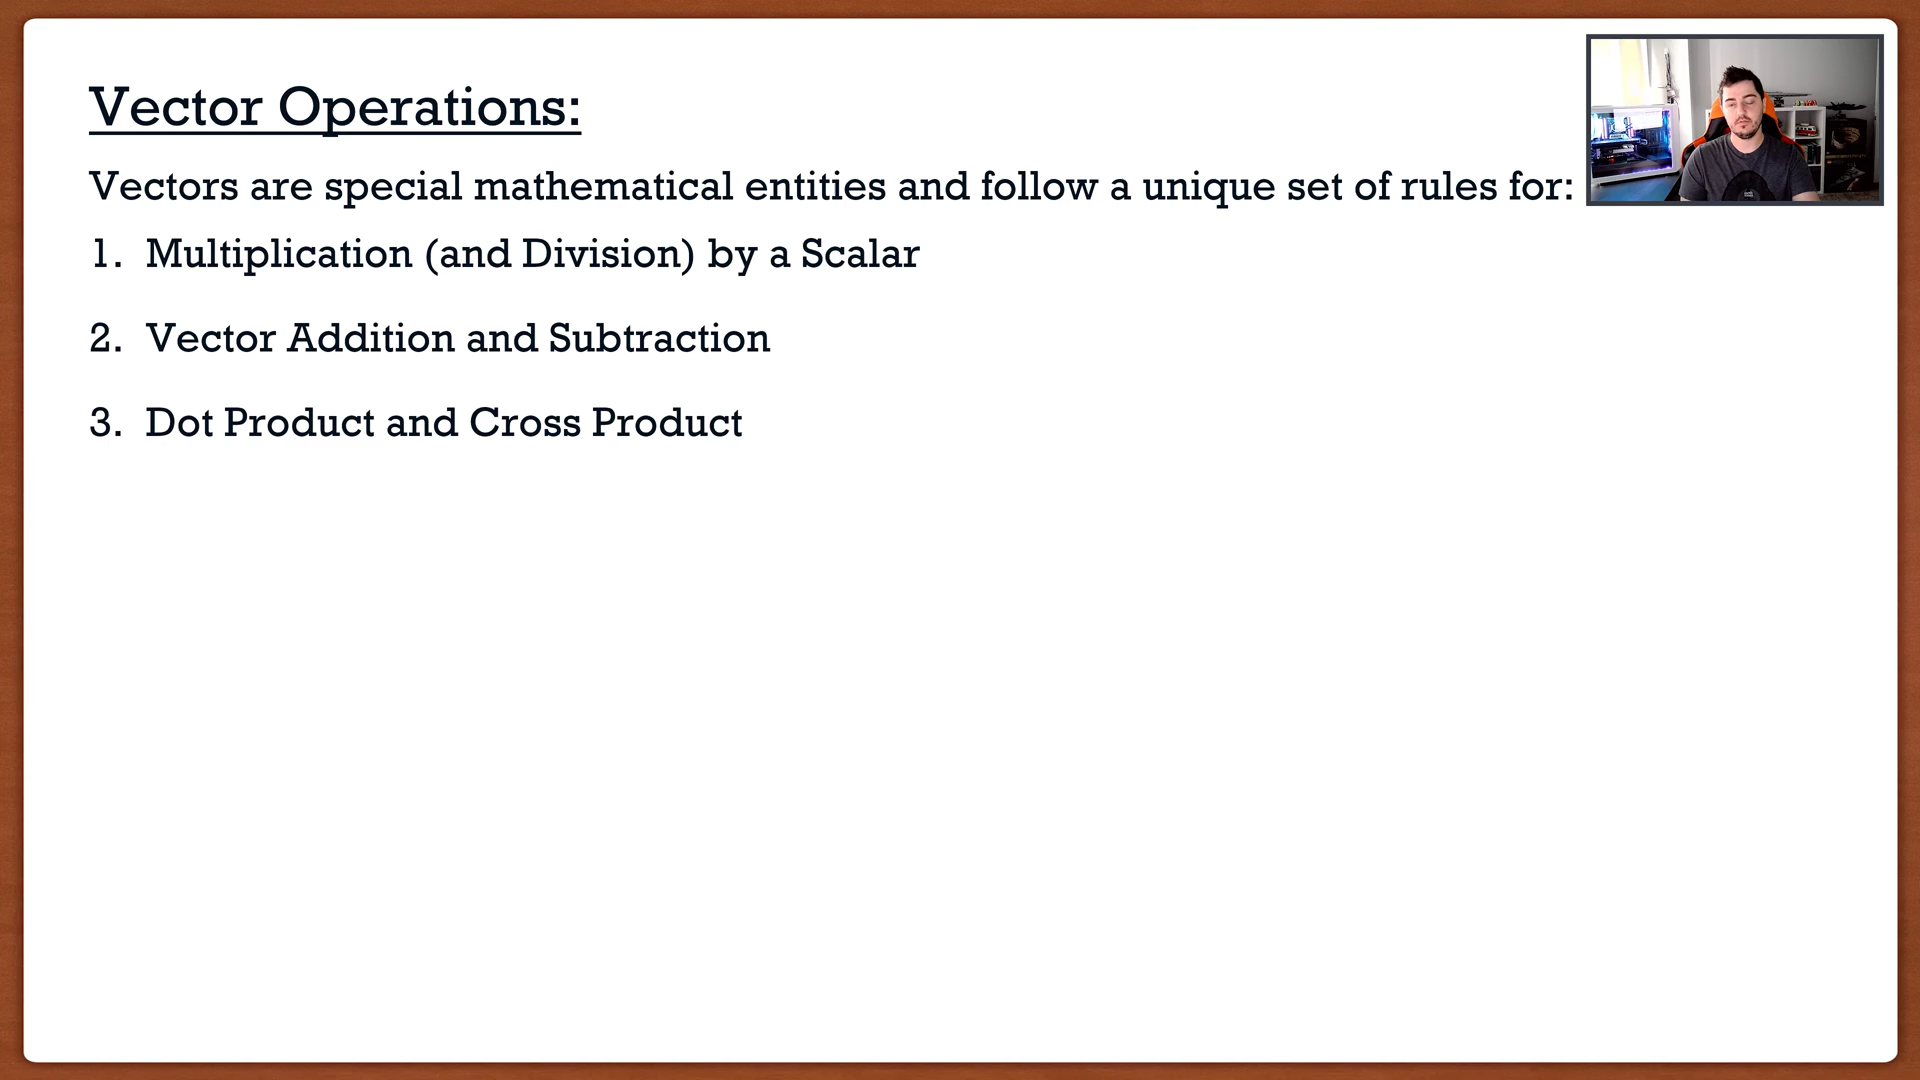 Vector Operations:
Vectors are special mathematical entities and follow a unique set of rules for:
1. Multiplication (and Division) by a Scalar
2. Vector Addition and Subtraction
3. Dot Product and Cross Product